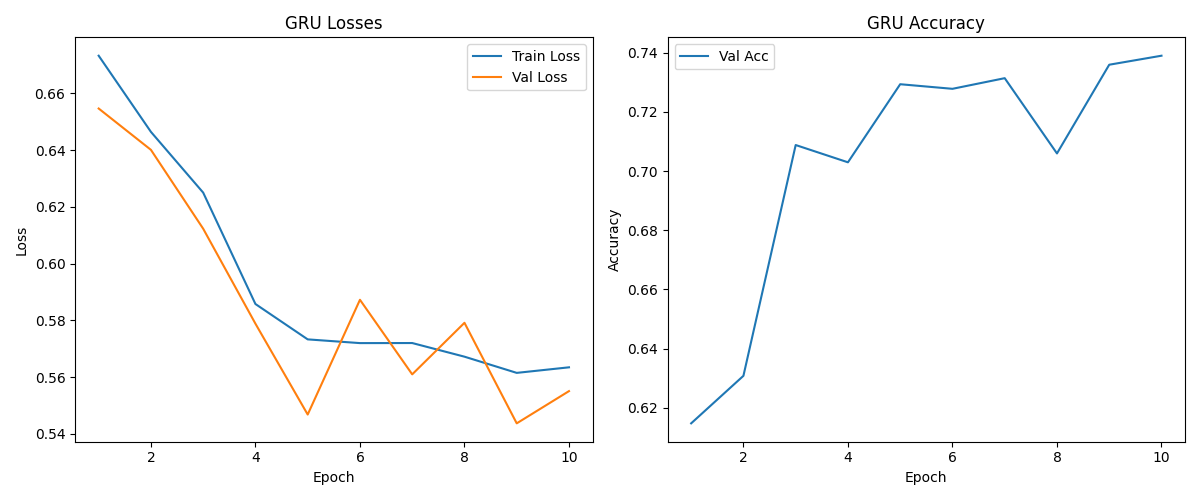 GRU Losses
Train Loss
Val Loss
0.66
0.64
0.62
0.60
0.58
0.56
0.54
Loss
2 4 6 8 10
Epoch
GRU Accuracy
Val Acc
0.74
0.72
0.70
0.68
0.66
0.64
0.62
Accuracy
2 4 6 8 10
Epoch